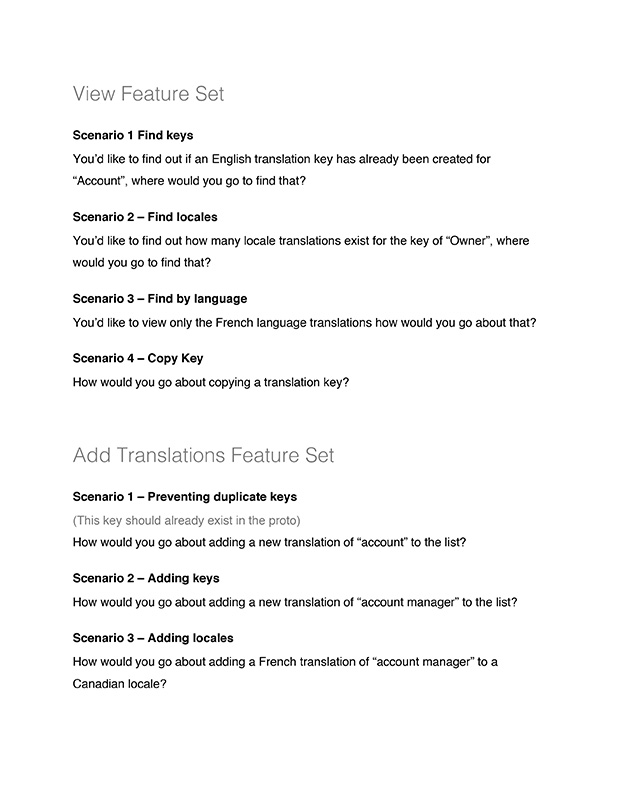 View Feature Set
Scenario 1 Find keys
You’d like to find out if an English translation key has already been created for
“Account”, where would you go to find that?
Scenario 2 – Find locales
You’d like to find out how many locale translations exist for the key of “Owner”, where
would you go to find that?
Scenario 3 – Find by language
You’d like to view only the French language translations how would you go about that?
Scenario 4 – Copy Key
How would you go about copying a translation key?
Add Translations Feature Set
Scenario 1 – Preventing duplicate keys
(This key should already exist in the proto)
How would you go about adding a new translation of “account” to the list?
Scenario 2 – Adding keys
How would you go about adding a new translation of “account manager” to the list?
Scenario 3 – Adding locales
How would you go about adding a French translation of “account manager” to a
Canadian locale?